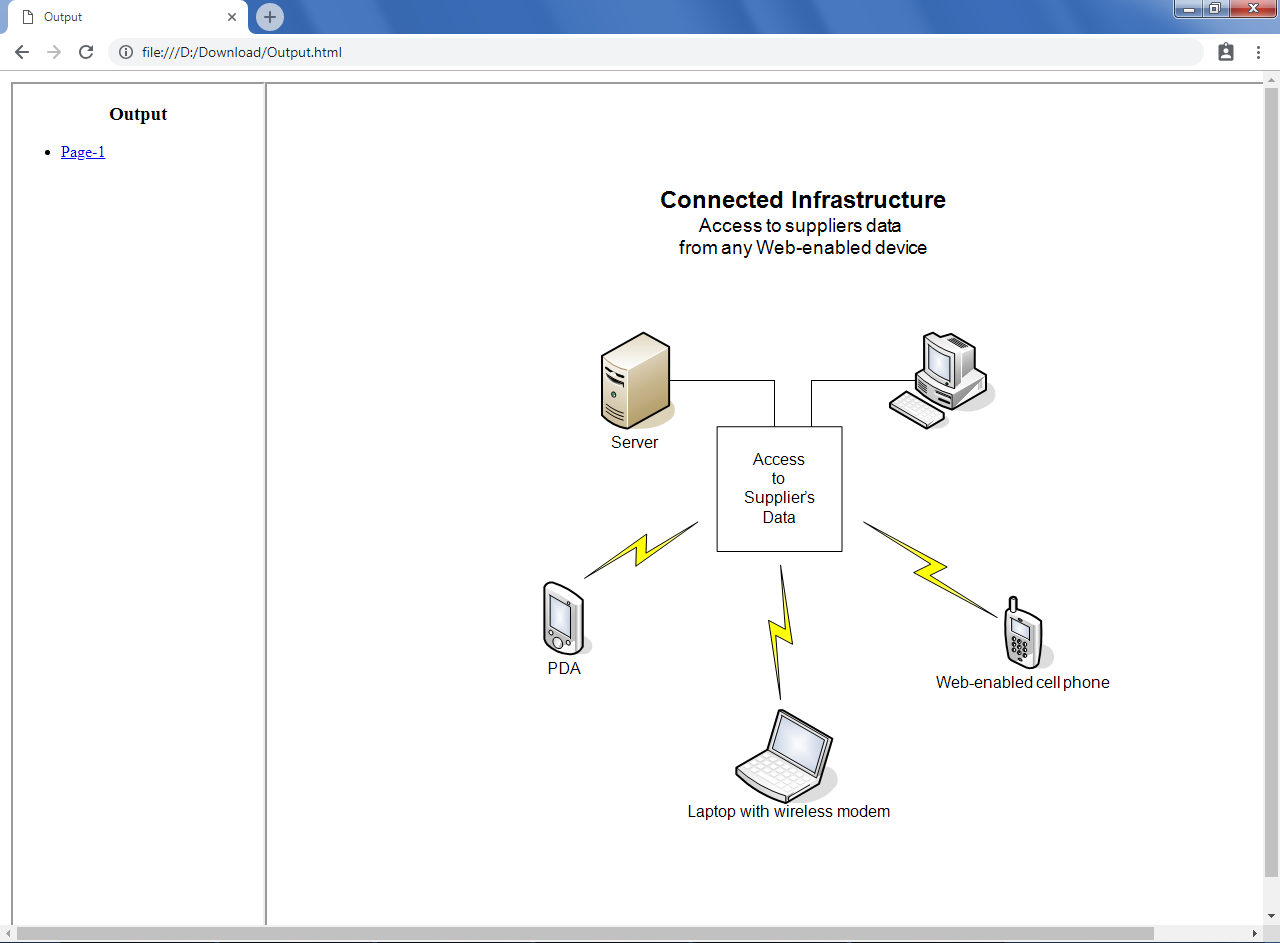 Output
file:///D:/Download/Output.html
Output
Page-1
Connected Infrastructure
Access to suppliers data
from any Web-enabled device
Server
Access
to
Supplier's
Data
PDA
Web-enabled cell phone
Laptop with wireless modem